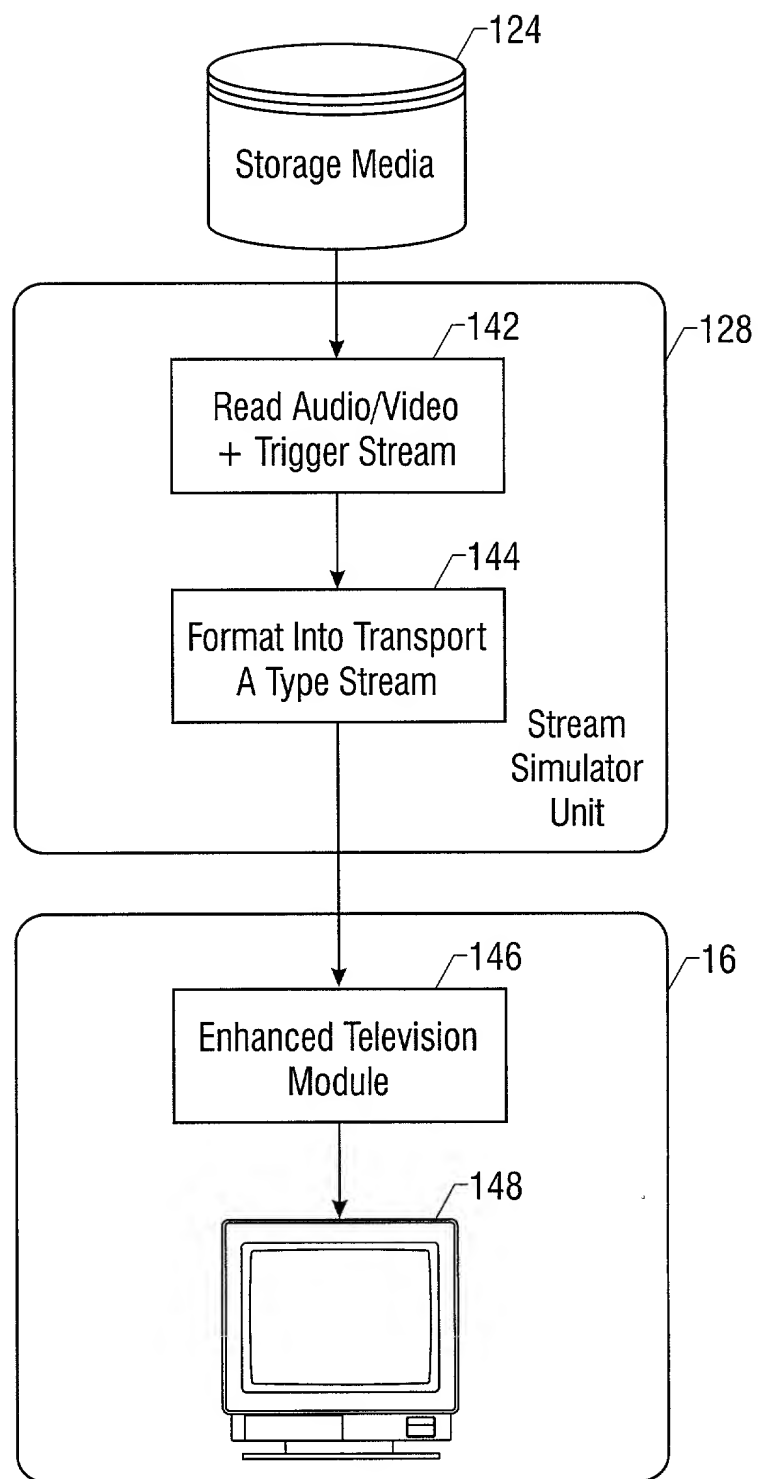 124
Storage Media
142
128
Read Audio/Video
+ Trigger Stream
144
Format Into Transport
A Type Stream
Stream
Simulator
Unit
146
16
Enhanced Television
Module
148